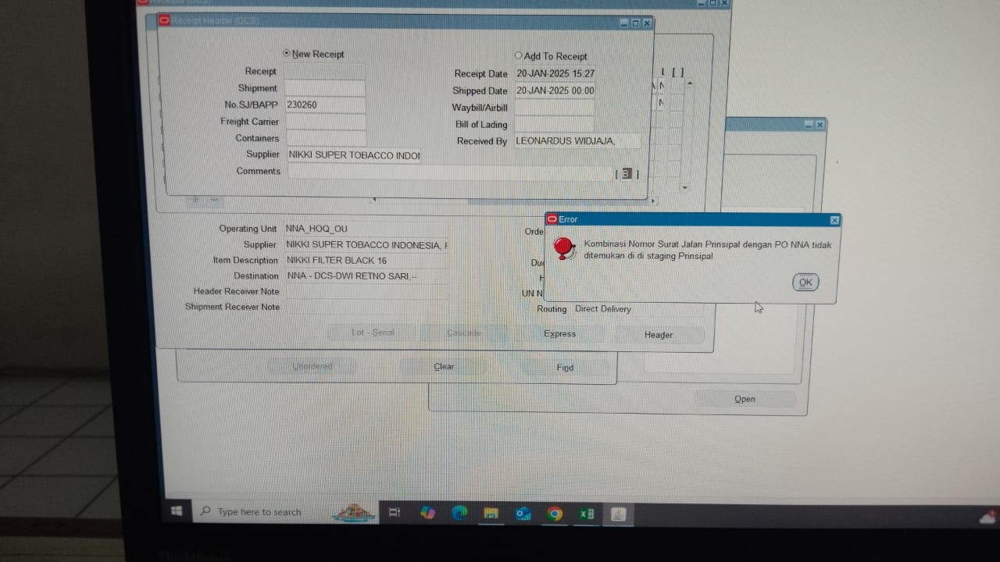 Receipts (DCS)
Receipt Header (DCS)
New Receipt
Add To Receipt
Receipt
Receipt Date 20-JAN-2025 15:27
Shipment
Shipped Date 20-JAN-2025 00:00
No.SJ/BAPP 230260
Waybill/Airbill
Freight Carrier
Bill of Lading
Containers
Received By LEONARDUS WIDJAJA,
Supplier NIKKI SUPER TOBACCO INDO
Comments
[ B ]
[ ]
Operating Unit NNA_HOQ_OU
Supplier NIKKI SUPER TOBACCO INDONESIA,
Item Description NIKKI FILTER BLACK 16
Destination NNA - DCS-DWI RETNO SARI,--
Header Receiver Note
Shipment Receiver Note
Orde
UN N
Routing Direct Delivery
Error
Kombinasi Nomor Surat Jalan Prinsipal dengan PO NNA tidak
ditemukan di di staging Prinsipal
OK
Lot - Serial
Cascade
Express
Header
Unordered
Clear
Find
Open
Type here to search